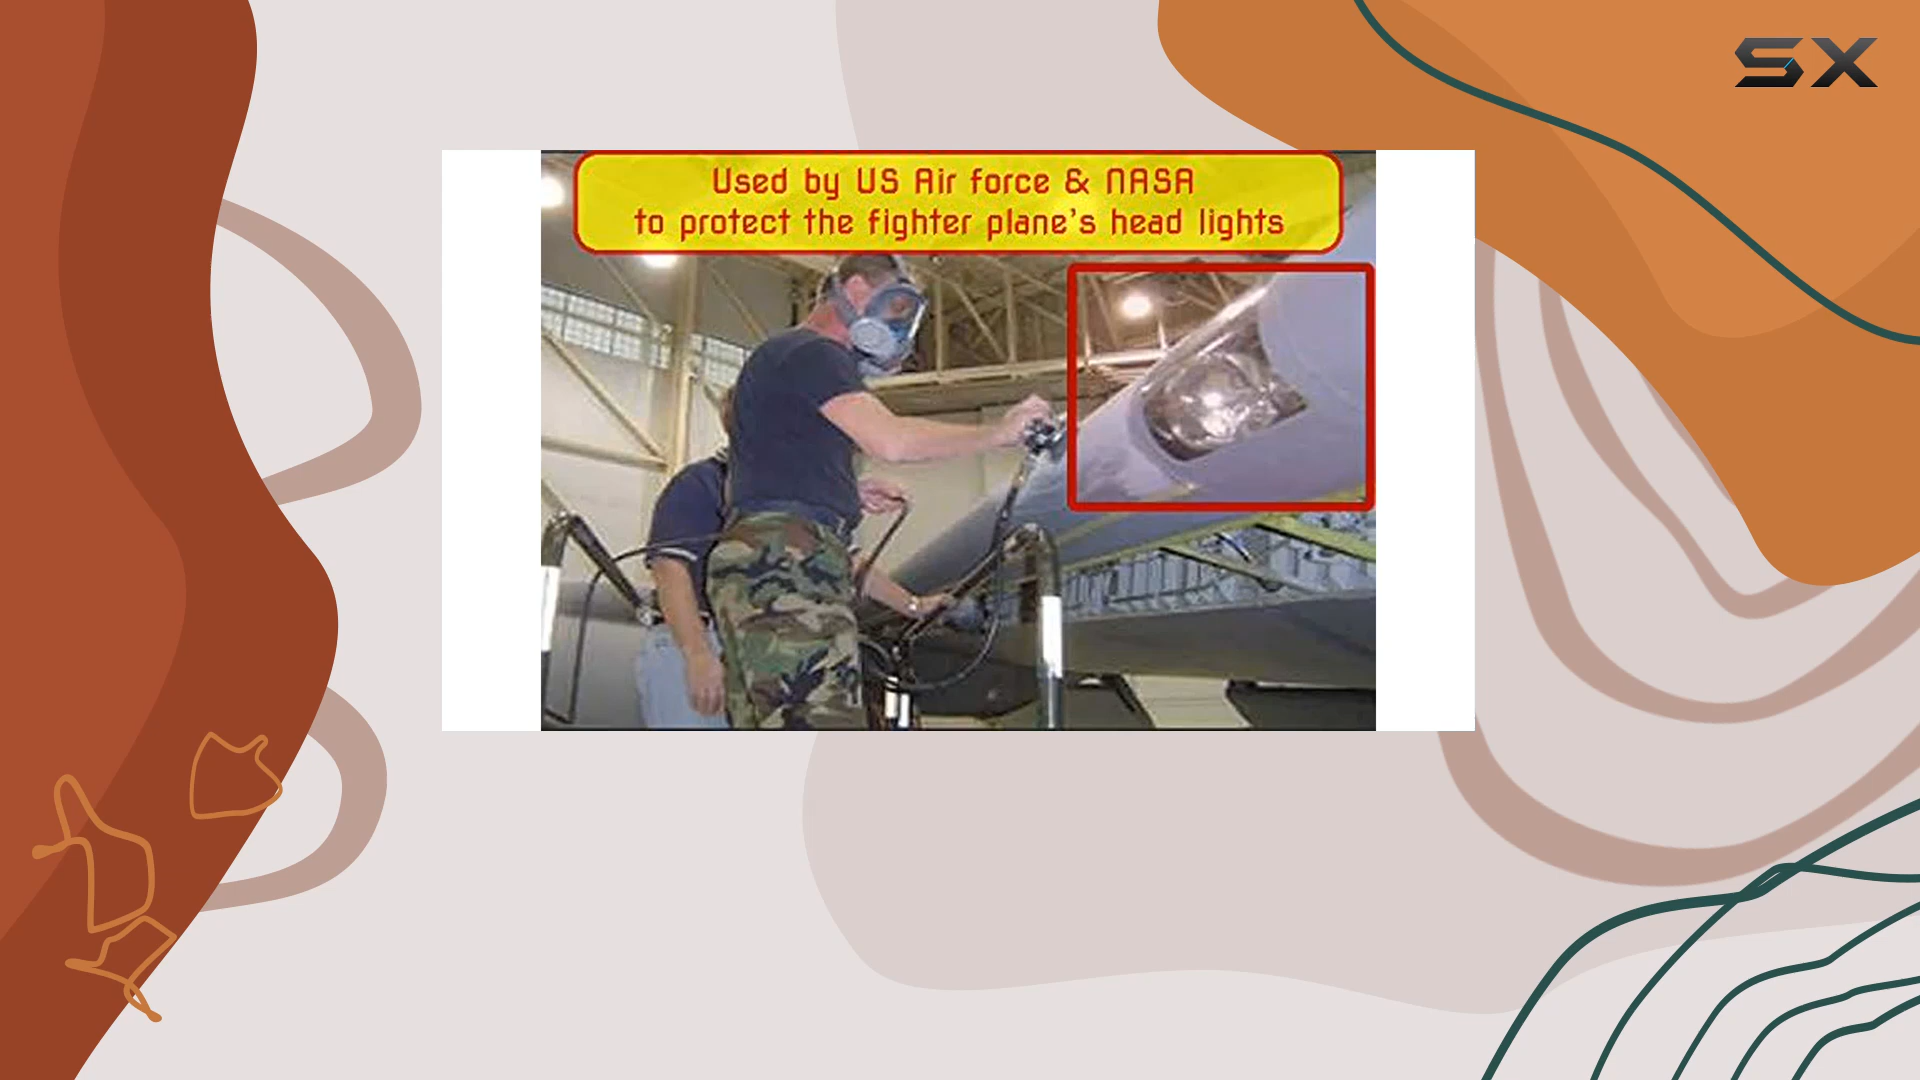 SX
Used by US Air force & NASA
to protect the fighter plane's head lights